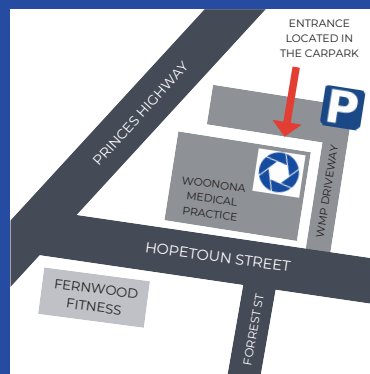 ENTRANCE
LOCATED IN
THE CARPARK
PRINCES HIGHWAY
P
WOONONA
MEDICAL
PRACTICE
WMP DRIVEWAY
HOPETOUN STREET
FERNWOOD
FITNESS
FORREST ST